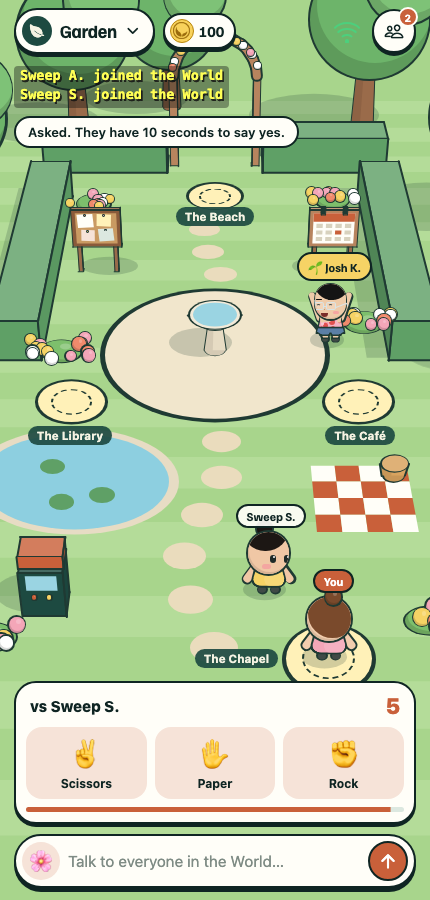 Garden
100
2
Sweep A. joined the World
Sweep S. joined the World
Asked. They have 10 seconds to say yes.
The Beach
Josh K.
The Library
The Café
Sweep S.
You
The Chapel
vs Sweep S.
5
Scissors
Paper
Rock
Talk to everyone in the World...